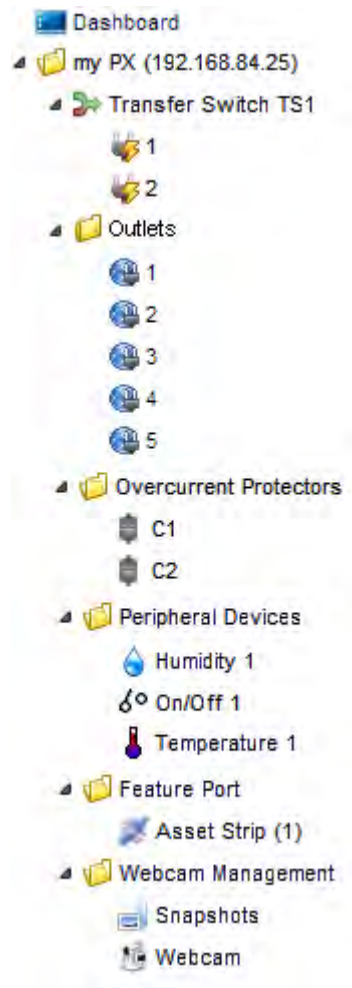 Dashboard
my PX (192.168.84.25)
Transfer Switch TS1
1
2
Outlets
1
2
3
4
5
Overcurrent Protectors
C1
C2
Peripheral Devices
Humidity 1
On/Off 1
Temperature 1
Feature Port
Asset Strip (1)
Webcam Management
Snapshots
Webcam